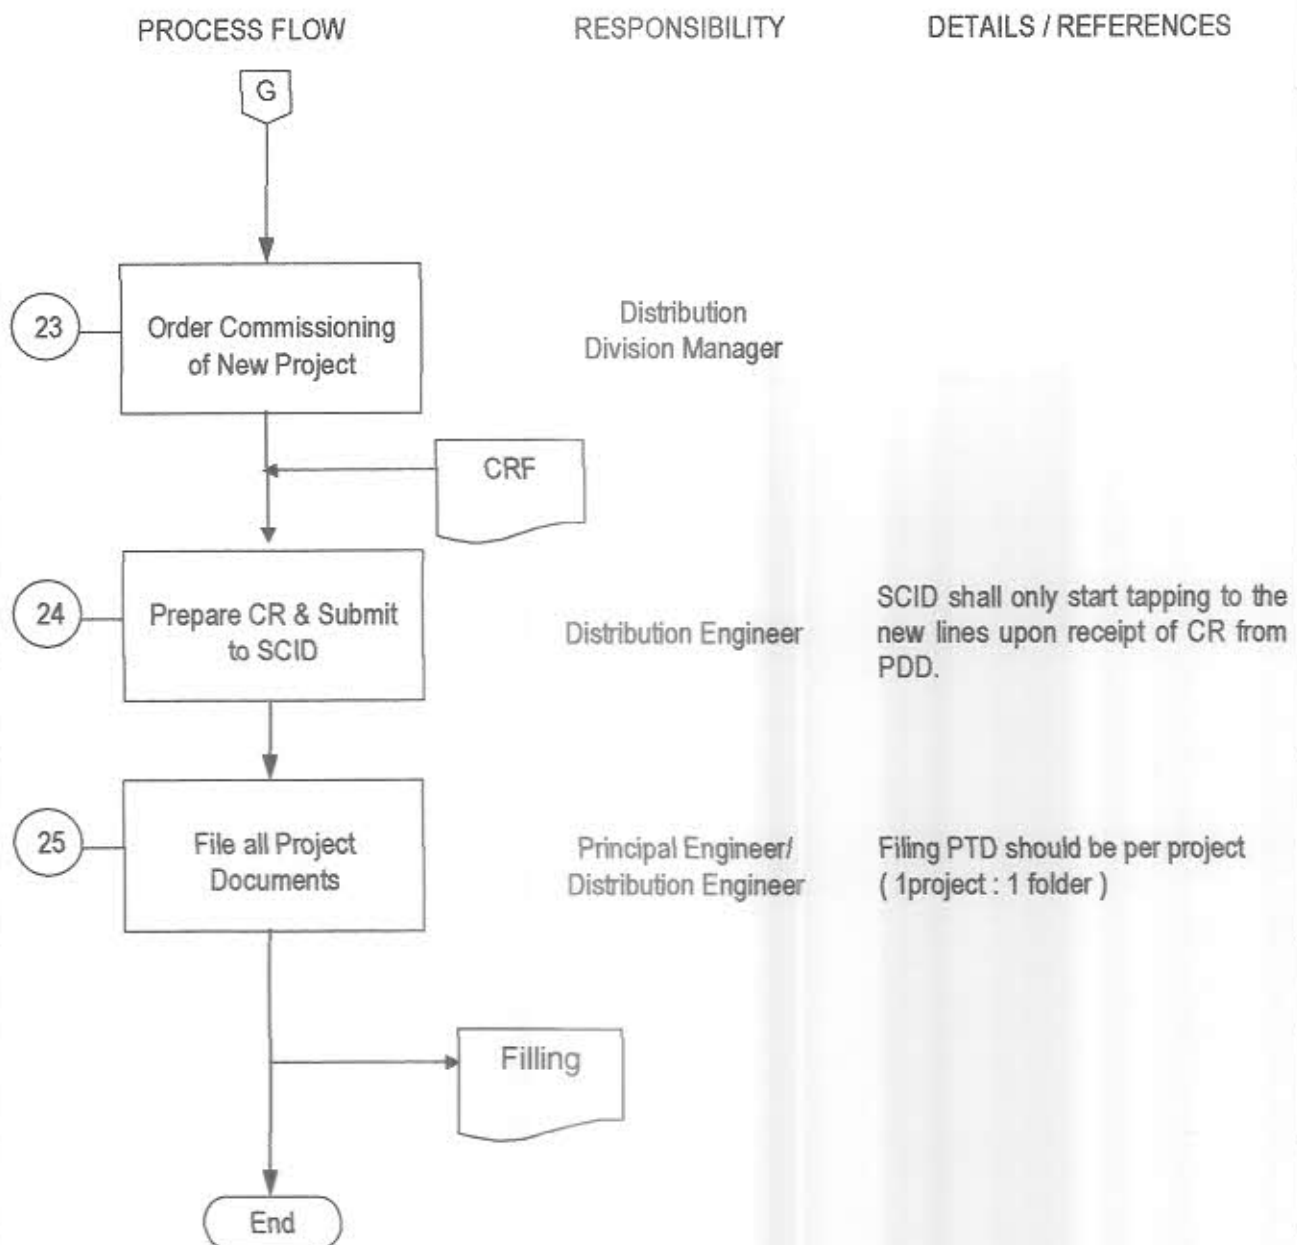 PROCESS FLOW
RESPONSIBILITY
DETAILS / REFERENCES
G
23
Order Commissioning
of New Project
Distribution
Division Manager
CRF
24
Prepare CR & Submit
to SCID
Distribution Engineer
SCID shall only start tapping to the
new lines upon receipt of CR from
PDD.
25
File all Project
Documents
Principal Engineer/
Distribution Engineer
Filing PTD should be per project
( 1project : 1 folder )
Filling
End